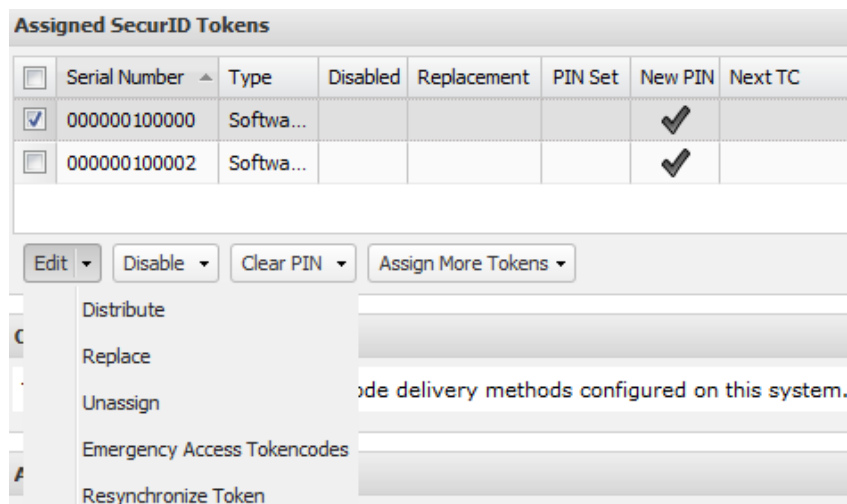 Assigned SecurID Tokens
Serial Number Type Disabled Replacement PIN Set New PIN Next TC
000000100000 Softwa...
000000100002 Softwa...
Edit Disable Clear PIN Assign More Tokens
Distribute
Replace
Unassign
delivery methods configured on this system.
Emergency Access Tokencodes
Resynchronize Token